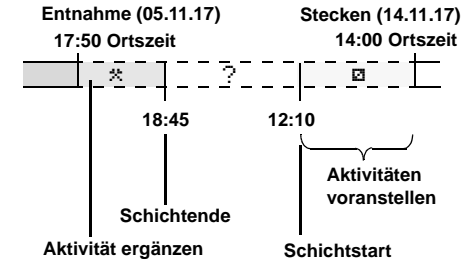 Entnahme (05.11.17)
Stecken (14.11.17)
17:50 Ortszeit
14:00 Ortszeit
?
18:45
12:10
Aktivitäten
voranstellen
Schichtende
Aktivität ergänzen
Schichtstart